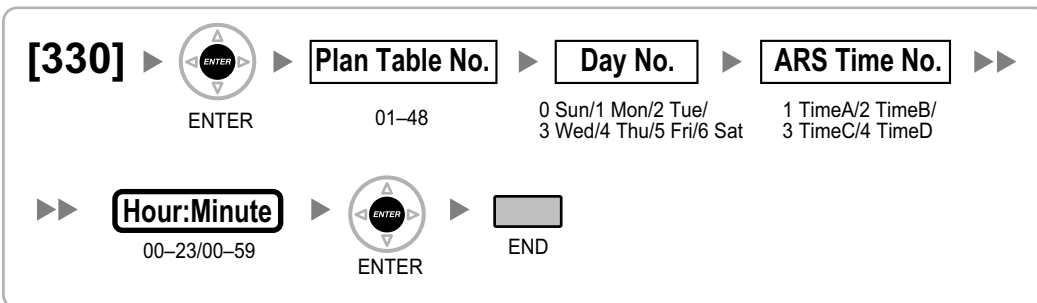 [330] ENTER Plan Table No. Day No. ARS Time No.
ENTER 01–48 0 Sun/1 Mon/2 Tue/ 1 TimeA/2 TimeB/
3 Wed/4 Thu/5 Fri/6 Sat 3 TimeC/4 TimeD
Hour:Minute ENTER
00–23/00–59 END
ENTER